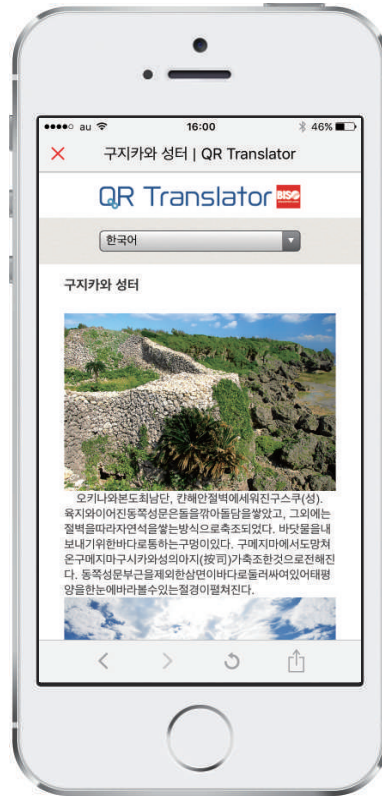 au 16:00 46%
구지카와 성터 | QR Translator
QR Translator BISO
한국어
구지카와 성터
오키나와본도최남단, 칸해안절벽에세워진구스쿠(성).
육지와이어진동쪽성문은돌을깎아돌담을쌓았고, 그외에는
절벽을따라자연석을쌓는방식으로축조되었다. 바닷물을내
보내기위한바다로통하는구멍이있다. 구메지마에서도망쳐
온구메지마구시카와성의아지(按司)가축조한것으로전해진
다. 동쪽성문부근을제외한삼면이바다로둘러싸여있어태평
양을한눈에바라볼수있는절경이펼쳐진다.